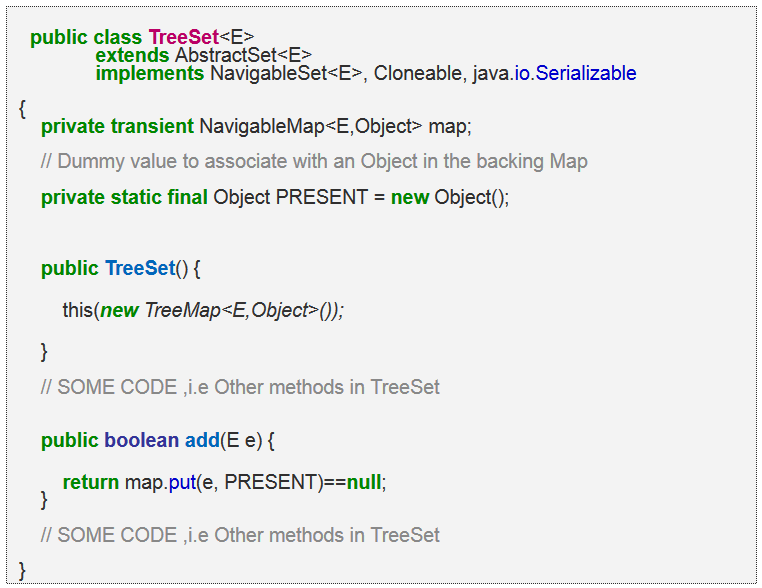 public class TreeSet<E>
extends AbstractSet<E>
implements NavigableSet<E>, Cloneable, java.io.Serializable
{
private transient NavigableMap<E,Object> map;
// Dummy value to associate with an Object in the backing Map
private static final Object PRESENT = new Object();
public TreeSet() {
this(new TreeMap<E,Object>());
}
// SOME CODE ,i.e Other methods in TreeSet
public boolean add(E e) {
return map.put(e, PRESENT)==null;
}
// SOME CODE ,i.e Other methods in TreeSet
}